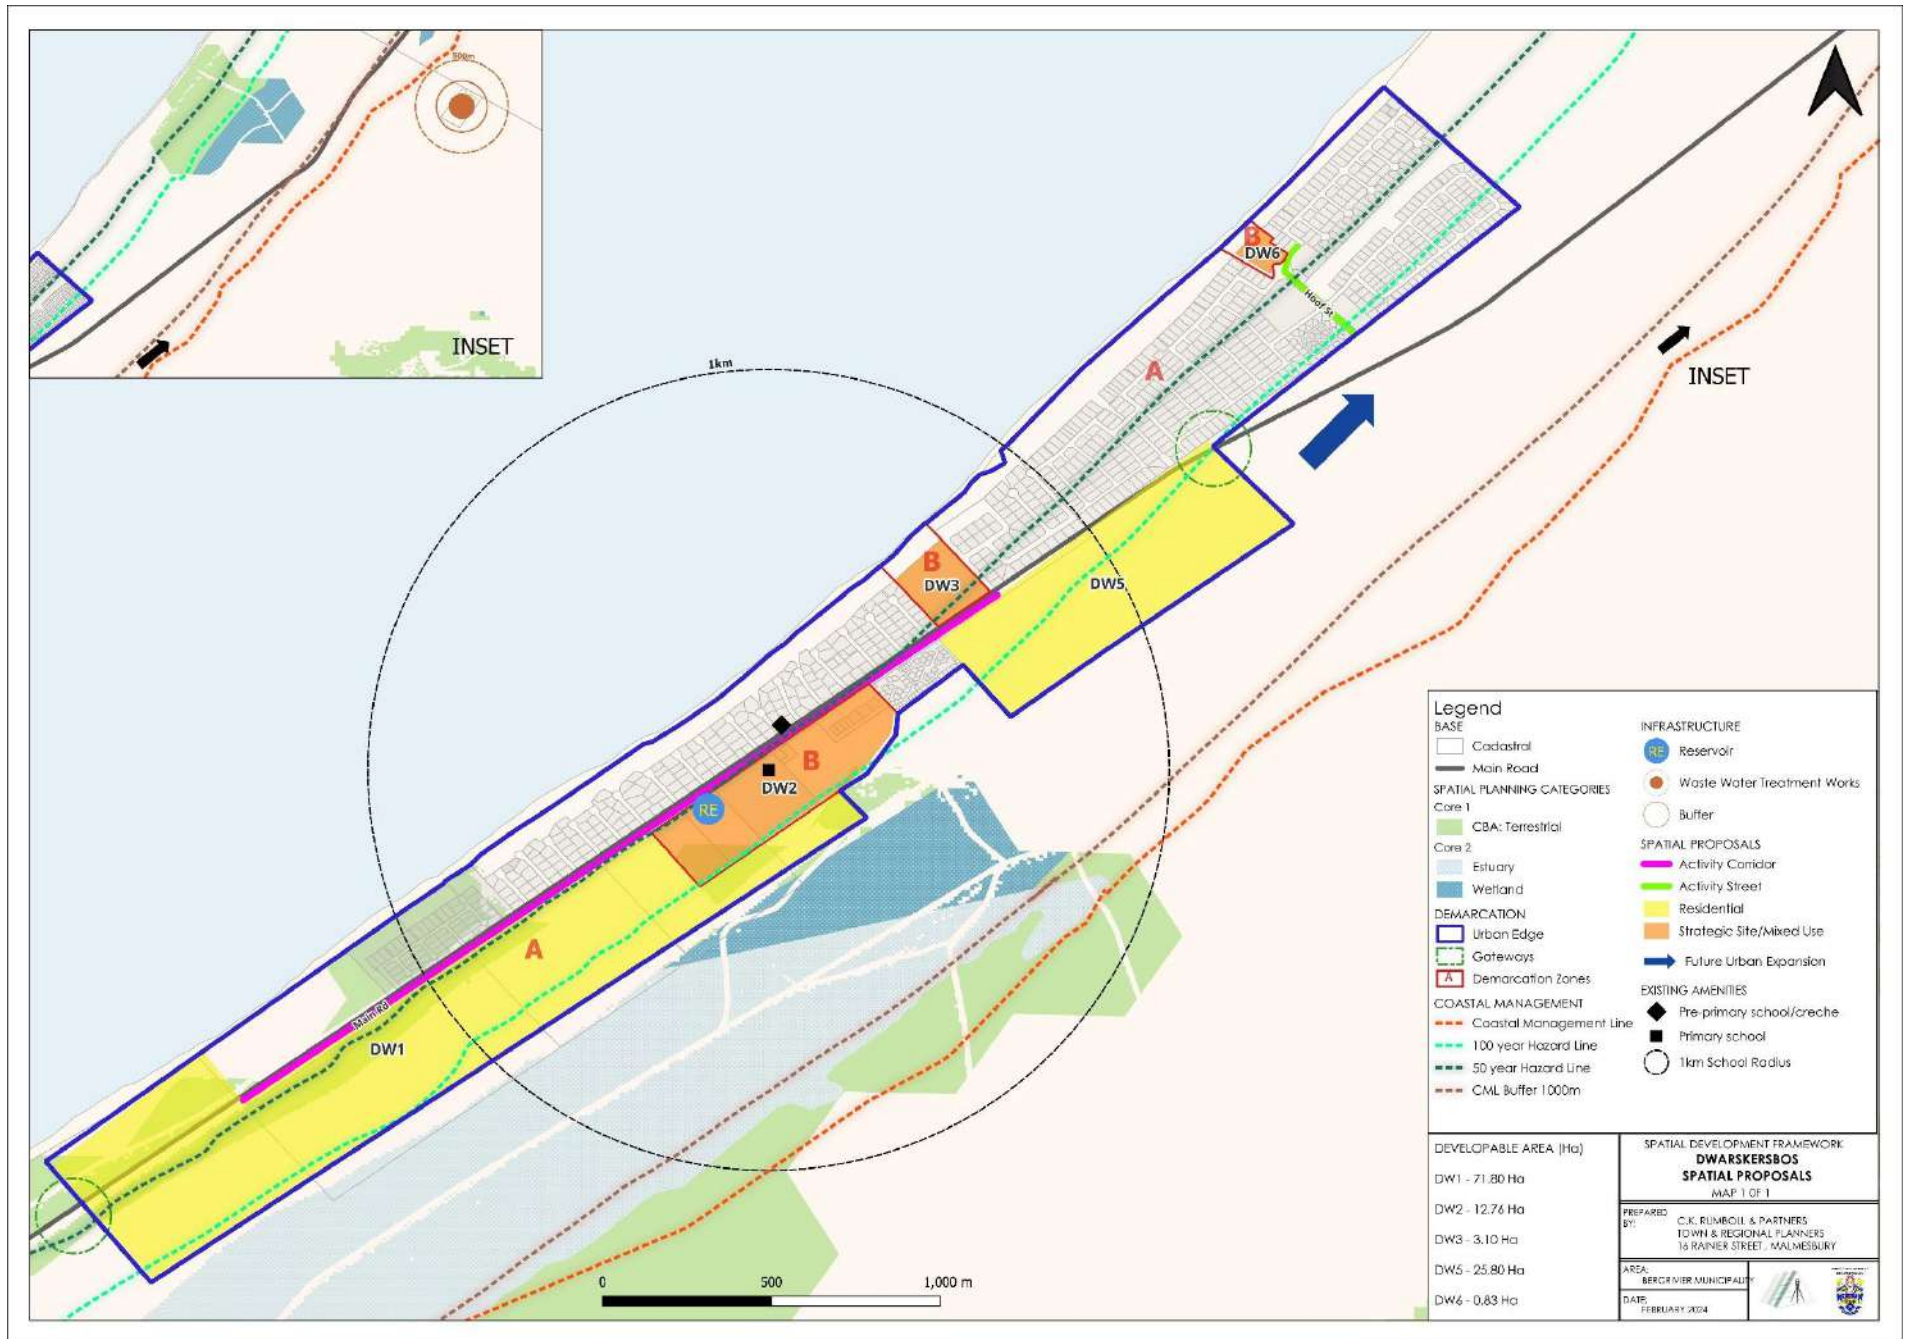 500m
INSET
1km
B
DW6
Hoof St
A
INSET
B
DW3
DW5
B
DW2
RE
A
Main Rd
DW1
0 500 1,000 m
Legend
BASE
Cadastral
Main Road
SPATIAL PLANNING CATEGORIES
Core 1
CBA: Terrestrial
Core 2
Estuary
Wetland
DEMARCATION
Urban Edge
Gateways
A Demarcation Zones
COASTAL MANAGEMENT
Coastal Management Line
100 year Hazard Line
50 year Hazard Line
CML Buffer 1000m
INFRASTRUCTURE
RE Reservoir
Waste Water Treatment Works
Buffer
SPATIAL PROPOSALS
Activity Corridor
Activity Street
Residential
Strategic Site/Mixed Use
Future Urban Expansion
EXISTING AMENITIES
Pre-primary school/creche
Primary school
1km School Radius
DEVELOPABLE AREA (Ha)
DW1 - 71.80 Ha
DW2 - 12.76 Ha
DW3 - 3.10 Ha
DW5 - 25.80 Ha
DW6 - 0.83 Ha
SPATIAL DEVELOPMENT FRAMEWORK
DWARSKERSBOS
SPATIAL PROPOSALS
MAP 1 OF 1
PREPARED
BY:
C.K. RUMBOLL & PARTNERS
TOWN & REGIONAL PLANNERS
16 RAINIER STREET, MALMESBURY
AREA:
BERGRIVIER MUNICIPALITY
DATE:
FEBRUARY 2024